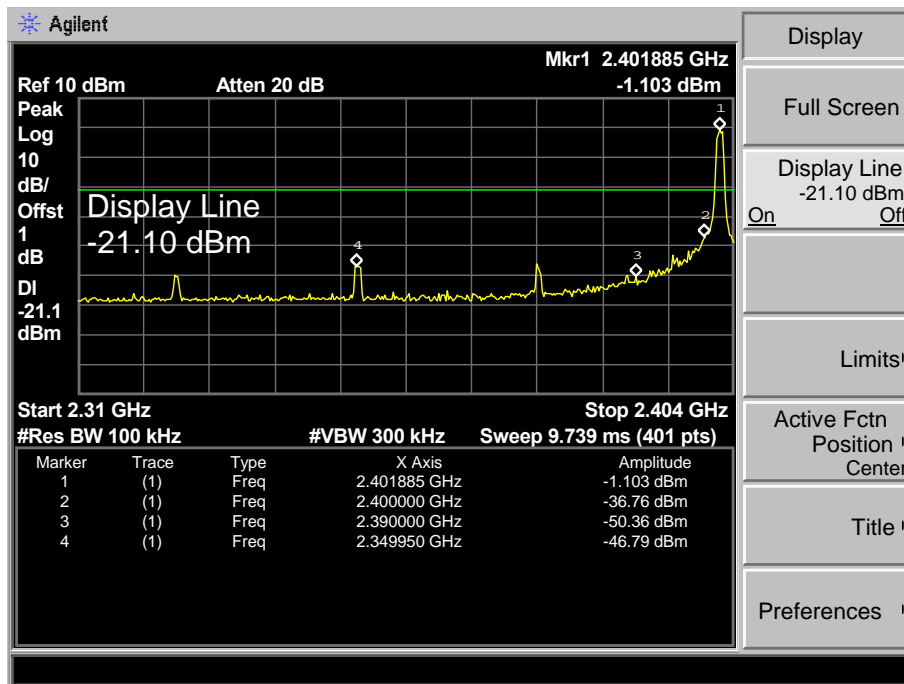 Agilent
Display
Mkr1 2.401885 GHz
Ref 10 dBm Atten 20 dB -1.103 dBm
Peak
Log
10
dB/
Offst
1
dB
DI
-21.1
dBm
1
2
3
4
Display Line
-21.10 dBm
Start 2.31 GHz Stop 2.404 GHz
#Res BW 100 kHz #VBW 300 kHz Sweep 9.739 ms (401 pts)
Marker Trace Type X Axis Amplitude
1 (1) Freq 2.401885 GHz -1.103 dBm
2 (1) Freq 2.400000 GHz -36.76 dBm
3 (1) Freq 2.390000 GHz -50.36 dBm
4 (1) Freq 2.349950 GHz -46.79 dBm
Full Screen
Display Line
-21.10 dBm
On Off
Limits
Active Fctn
Position
Center
Title
Preferences